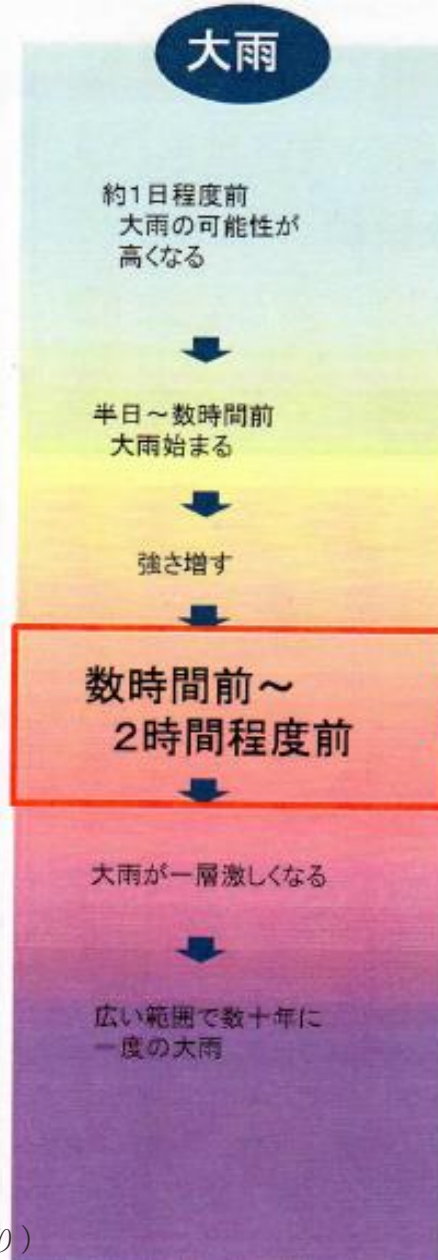 大雨
約1日程度前
大雨の可能性が
高くなる
半日～数時間前
大雨始まる
強さ増す
数時間前～
2時間程度前
大雨が一層激しくなる
広い範囲で数十年に
一度の大雨
り）